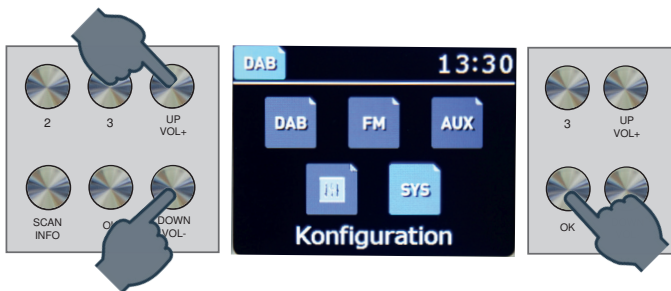 2
3
UP
VOL+
SCAN
INFO
DOWN
VOL-
DAB
13:30
DAB
FM
AUX
SYS
Konfiguration
3
UP
VOL+
OK